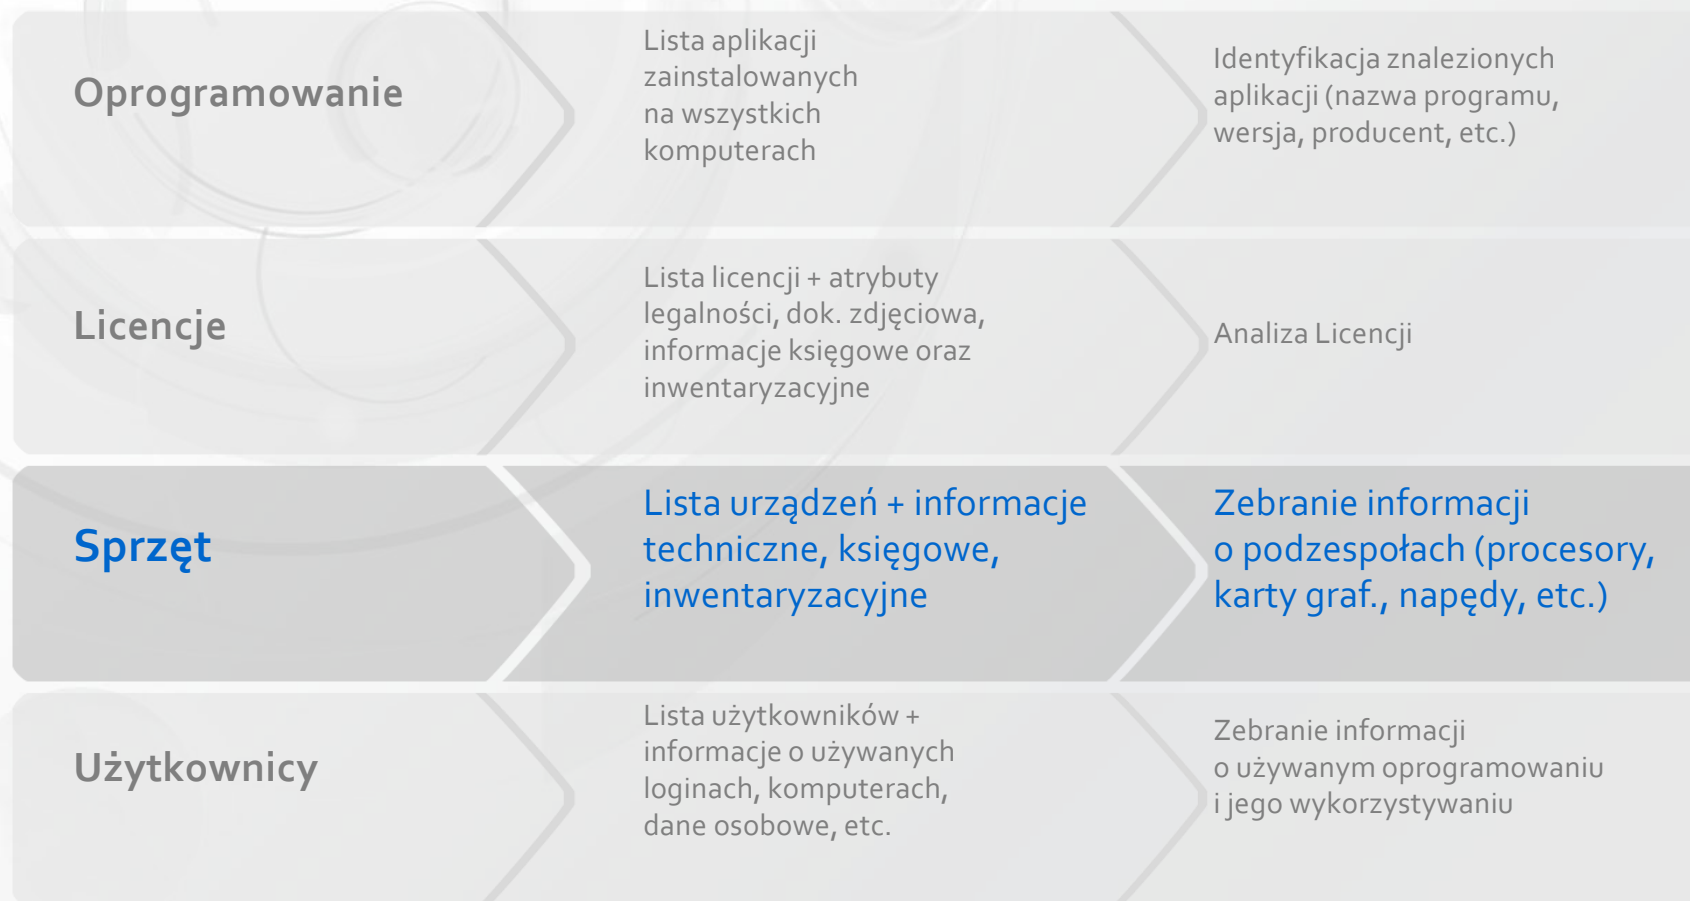 Oprogramowanie
Lista aplikacji
zainstalowanych
na wszystkich
komputerach
Identyfikacja znalezionych
aplikacji (nazwa programu,
wersja, producent, etc.)
Licencje
Lista licencji + atrybuty
legalności, dok. zdjęciowa,
informacje księgowe oraz
inwentaryzacyjne
Analiza Licencji
Sprzęt
Lista urządzeń + informacje
techniczne, księgowe,
inwentaryzacyjne
Zebranie informacji
o podzespołach (procesory,
karty graf., napędy, etc.)
Użytkownicy
Lista użytkowników +
informacje o używanych
loginach, komputerach,
dane osobowe, etc.
Zebranie informacji
o używanym oprogramowaniu
i jego wykorzystywaniu